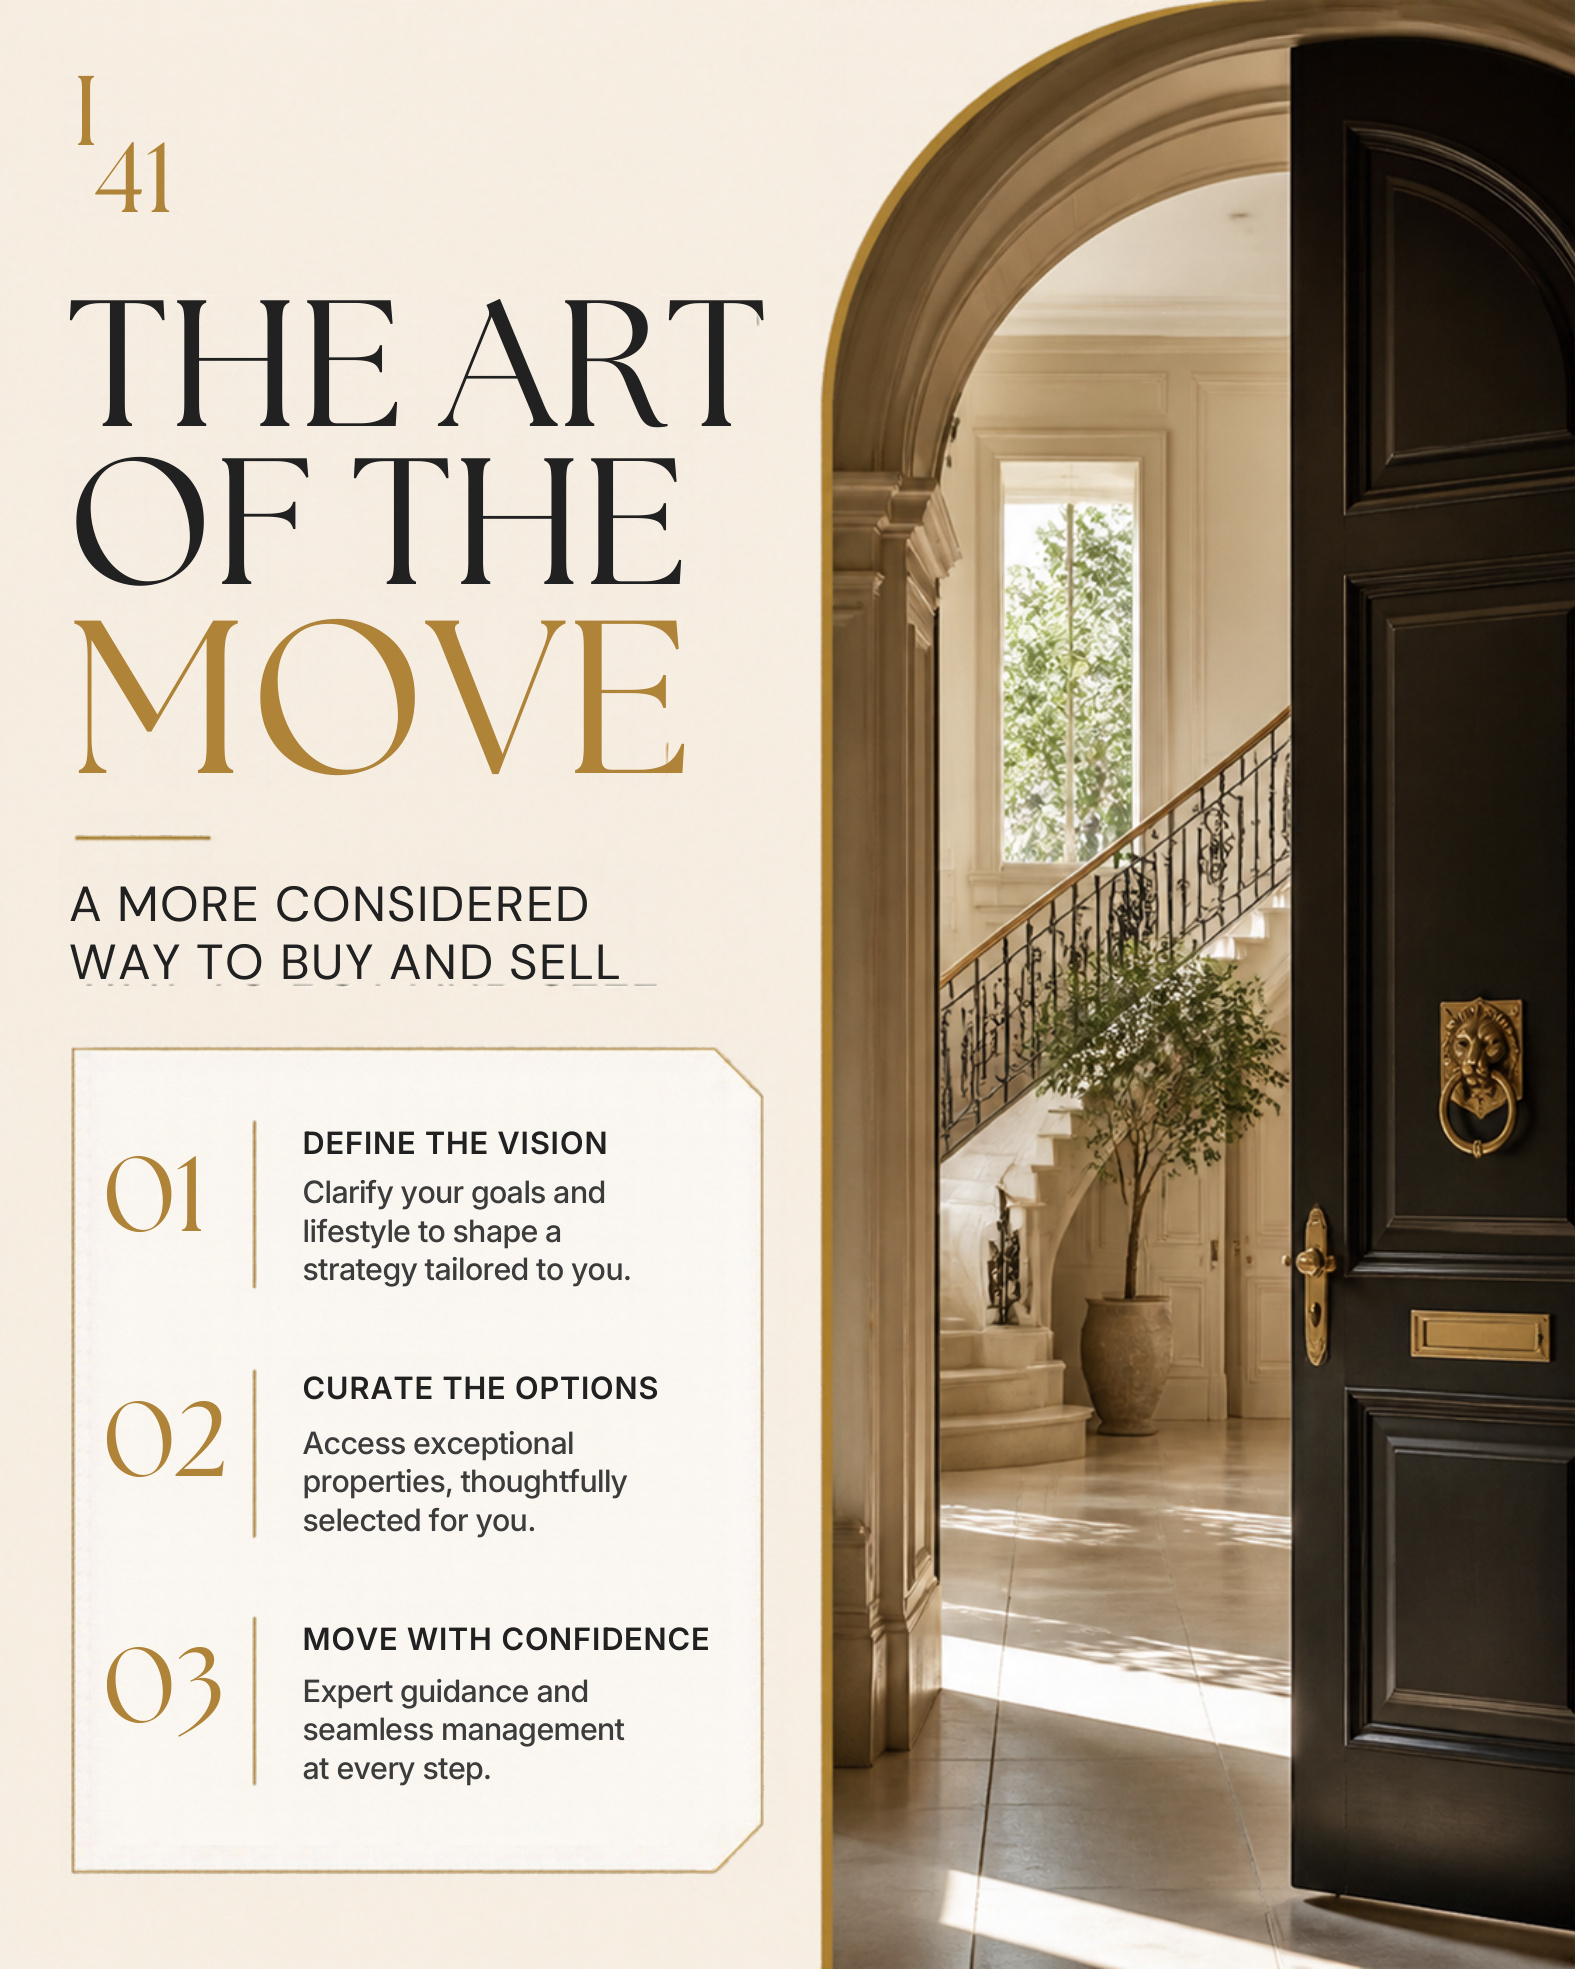 I
41
THE ART
OF THE
MOVE
A MORE CONSIDERED
WAY TO BUY AND SELL
01
DEFINE THE VISION
Clarify your goals and
lifestyle to shape a
strategy tailored to you.
02
CURATE THE OPTIONS
Access exceptional
properties, thoughtfully
selected for you.
03
MOVE WITH CONFIDENCE
Expert guidance and
seamless management
at every step.